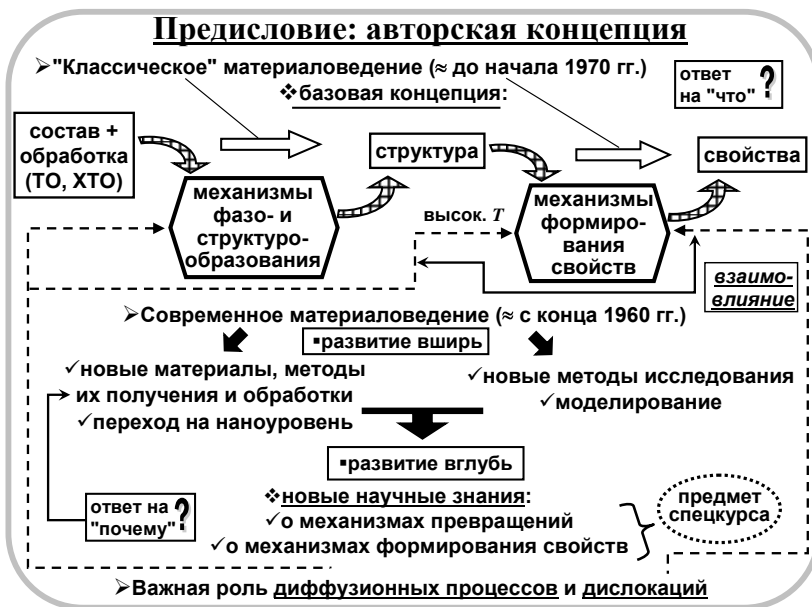 Предисловие: авторская концепция
➢"Классическое" материаловедение (≈ до начала 1970 гг.)
❖базовая концепция:
ответ
на "что" ?
состав +
обработка
(ТО, ХТО)
структура
свойства
механизмы
фазо- и
структуро-
образования
высок. T
механизмы
формиро-
вания
свойств
взаимо-
влияние
➢Современное материаловедение (≈ с конца 1960 гг.)
▪развитие вширь
✓новые материалы, методы
их получения и обработки
✓переход на наноуровень
✓новые методы исследования
✓моделирование
▪развитие вглубь
ответ на
"почему" ?
❖новые научные знания:
✓о механизмах превращений
✓о механизмах формирования свойств
предмет
спецкурса
➢Важная роль диффузионных процессов и дислокаций